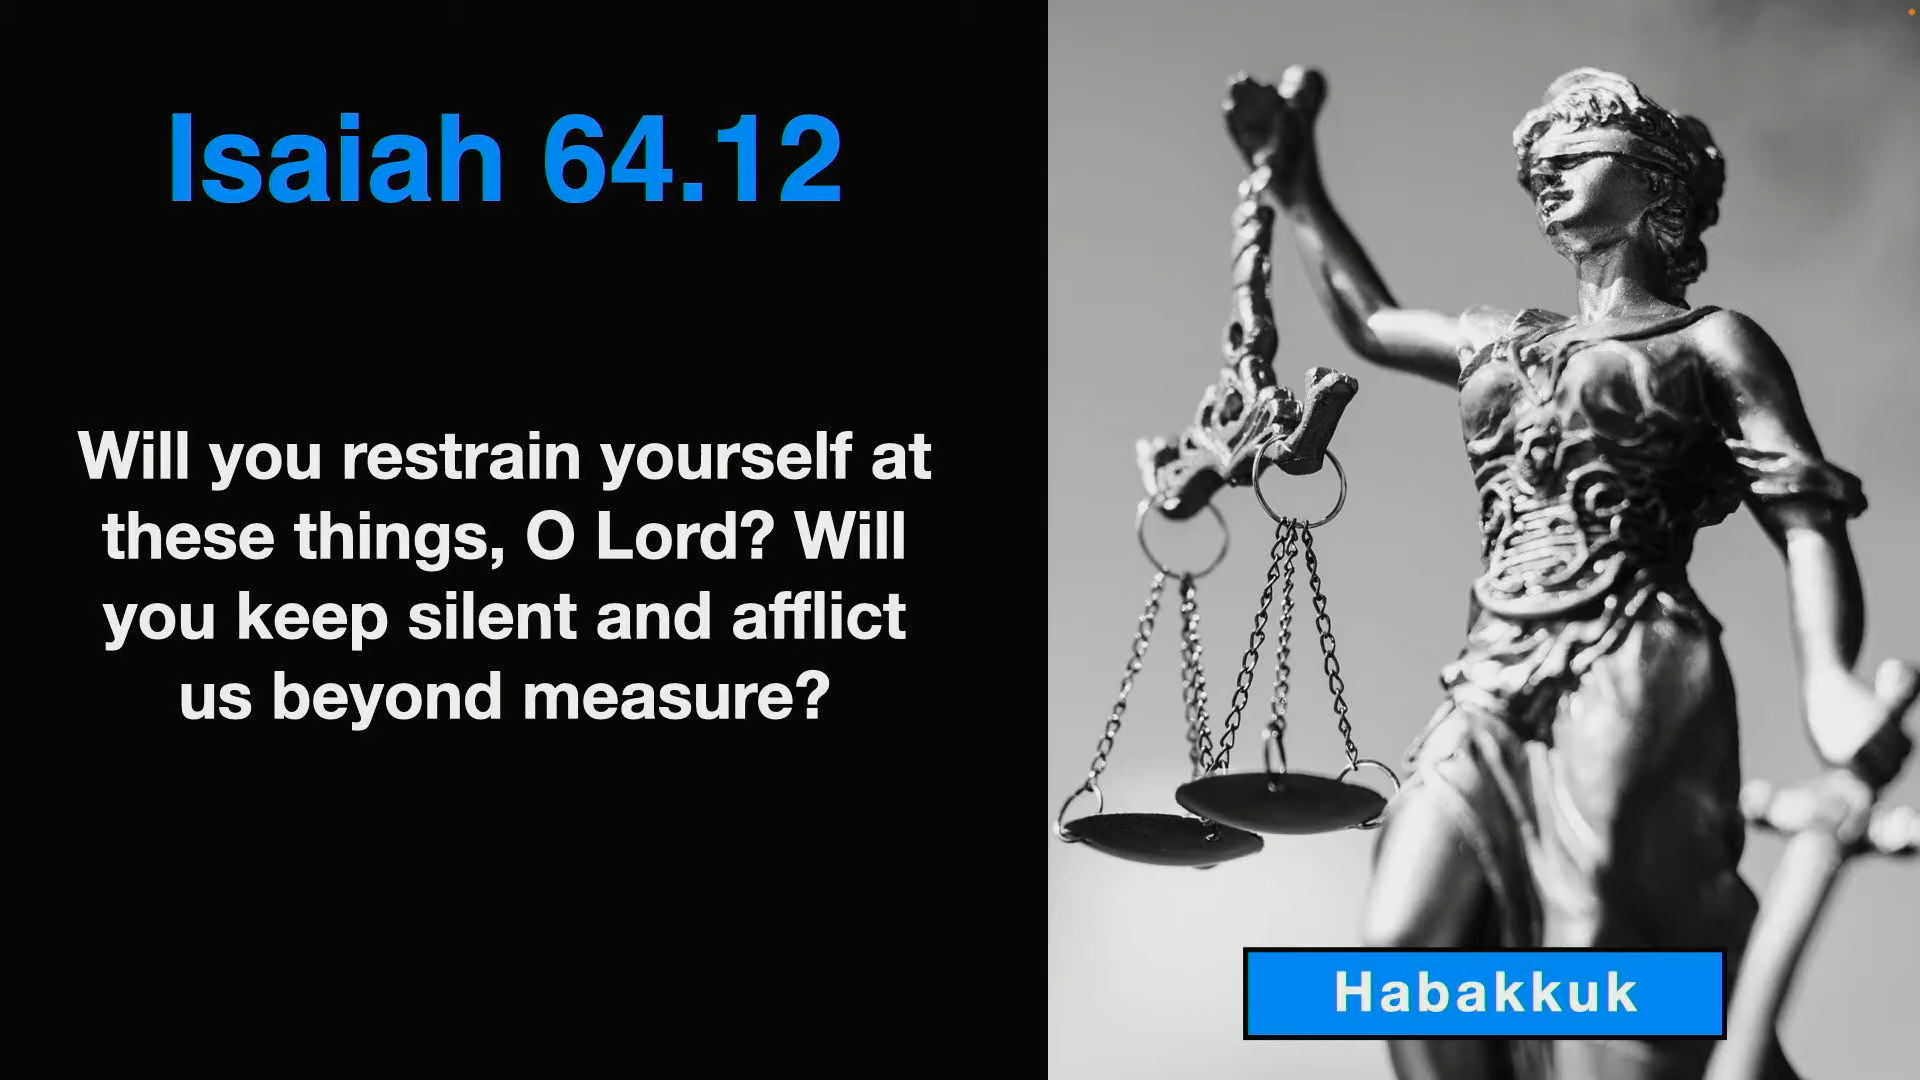 Isaiah 64.12
Will you restrain yourself at
these things, O Lord? Will
you keep silent and afflict
us beyond measure?
Habakkuk